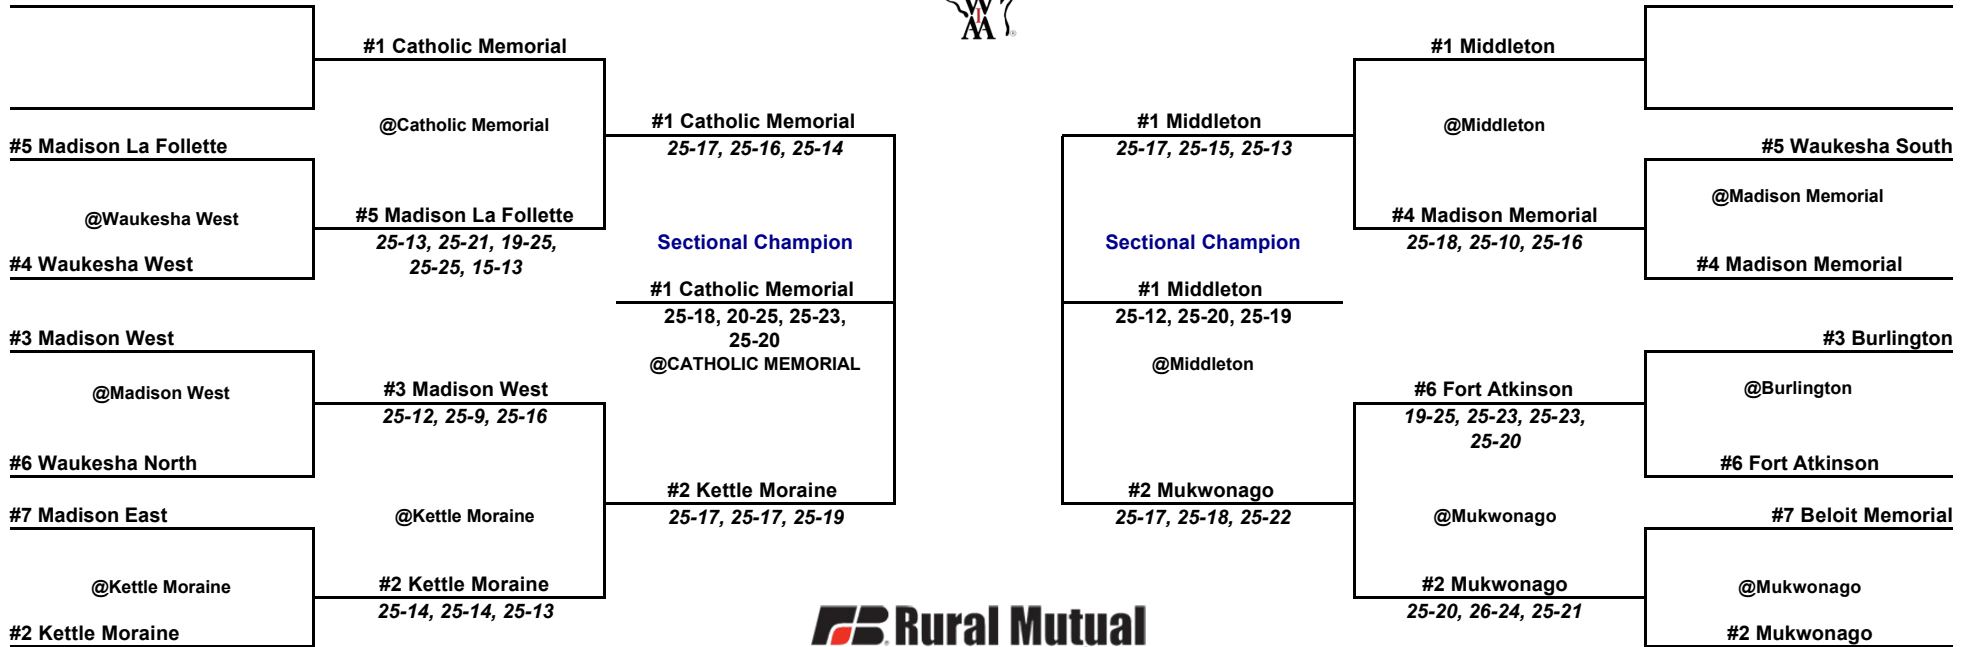 W
I
AA
#1 Catholic Memorial
@Catholic Memorial
#5 Madison La Follette
@Waukesha West
#4 Waukesha West
#5 Madison La Follette
25-13, 25-21, 19-25,
25-25, 15-13
#1 Catholic Memorial
25-17, 25-16, 25-14
Sectional Champion
#1 Catholic Memorial
25-18, 20-25, 25-23,
25-20
@CATHOLIC MEMORIAL
#3 Madison West
@Madison West
#6 Waukesha North
#3 Madison West
25-12, 25-9, 25-16
@Kettle Moraine
#7 Madison East
@Kettle Moraine
#2 Kettle Moraine
#2 Kettle Moraine
25-14, 25-14, 25-13
#2 Kettle Moraine
25-17, 25-17, 25-19
#1 Middleton
25-17, 25-15, 25-13
Sectional Champion
#1 Middleton
25-12, 25-20, 25-19
@Middleton
#2 Mukwonago
25-17, 25-18, 25-22
#1 Middleton
@Middleton
#4 Madison Memorial
25-18, 25-10, 25-16
#5 Waukesha South
@Madison Memorial
#4 Madison Memorial
#6 Fort Atkinson
19-25, 25-23, 25-23,
25-20
@Mukwonago
#2 Mukwonago
25-20, 26-24, 25-21
#3 Burlington
@Burlington
#6 Fort Atkinson
#7 Beloit Memorial
@Mukwonago
#2 Mukwonago
FB Rural Mutual